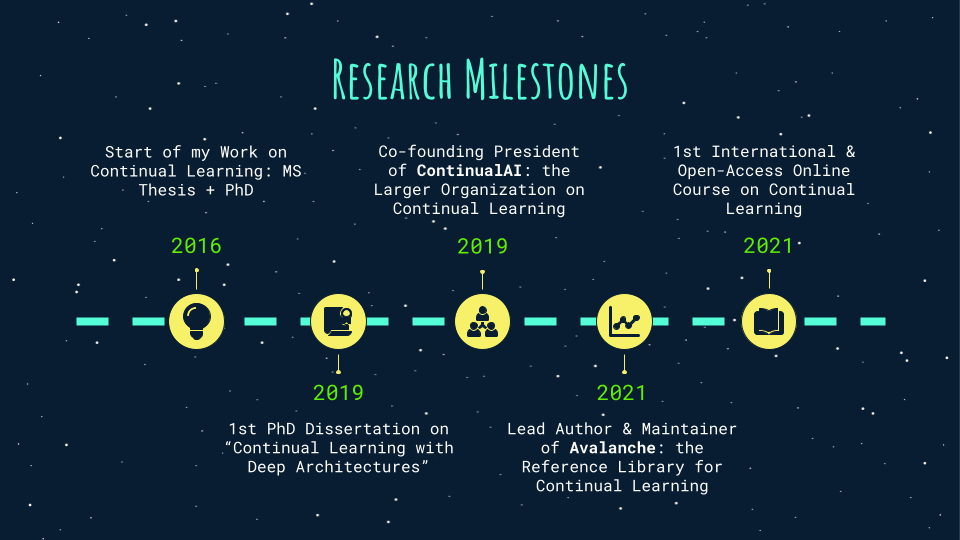 Research Milestones
Start of my Work on
Continual Learning: MS
Thesis + PhD
2016
1st PhD Dissertation on
“Continual Learning with
Deep Architectures”
2019
Co-founding President
of ContinualAI: the
Larger Organization on
Continual Learning
2019
Lead Author & Maintainer
of Avalanche: the
Reference Library for
Continual Learning
2021
1st International &
Open-Access Online
Course on Continual
Learning
2021